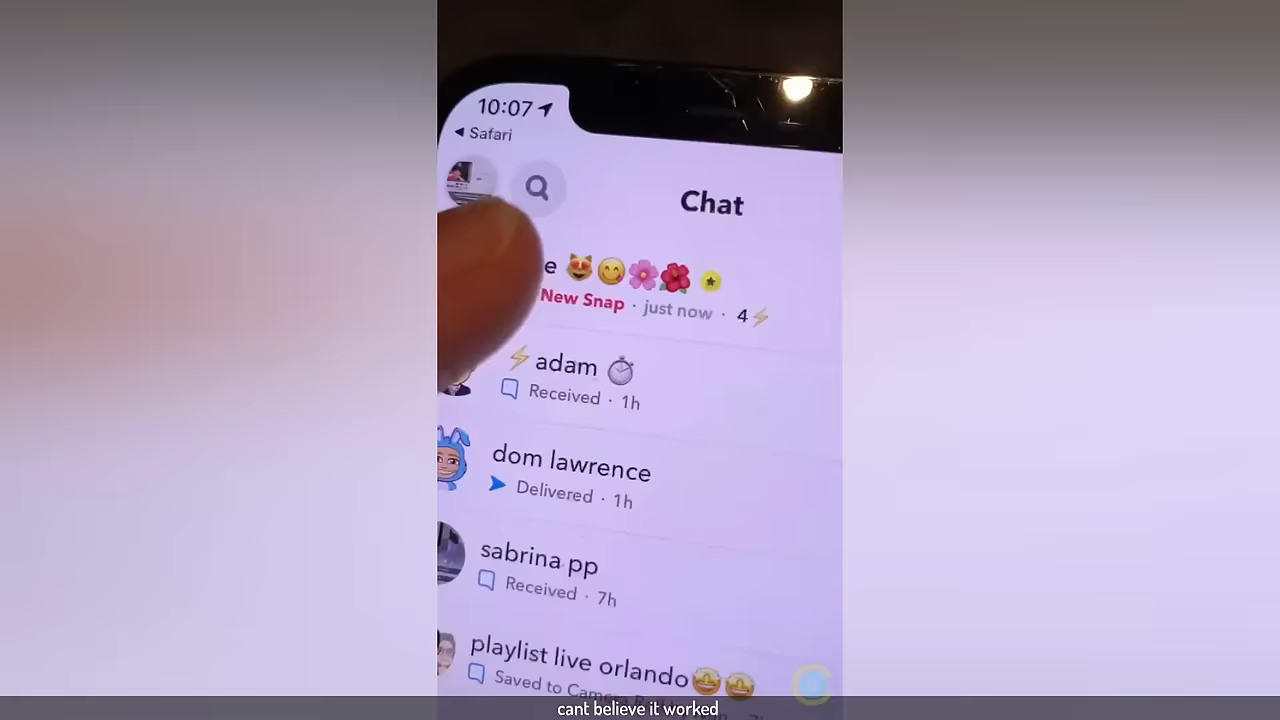 10:07
◀ Safari
Chat
e 😻😋🌸🌺
New Snap · just now · 4⚡
⚡adam ⏱
Received · 1h
dom lawrence
Delivered · 1h
sabrina pp
Received · 7h
playlist live orlando🤩🤩
Saved to
cant believe it worked